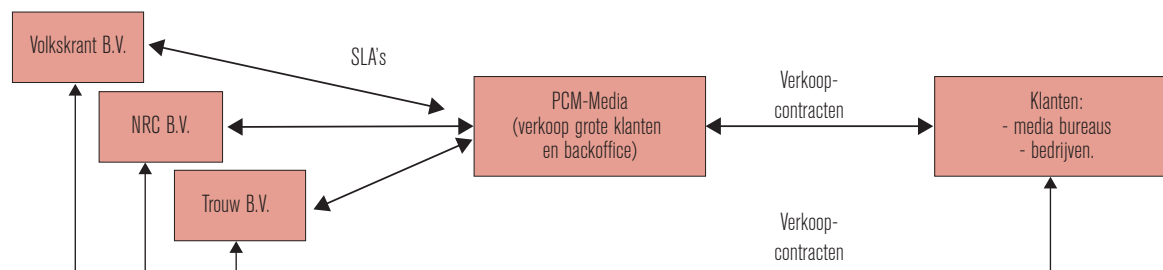 Volkskrant B.V.
SLA's
NRC B.V.
Trouw B.V.
PCM-Media
(verkoop grote klanten
en backoffice)
Verkoop-
contracten
Klanten:
- media bureaus
- bedrijven.
Verkoop-
contracten